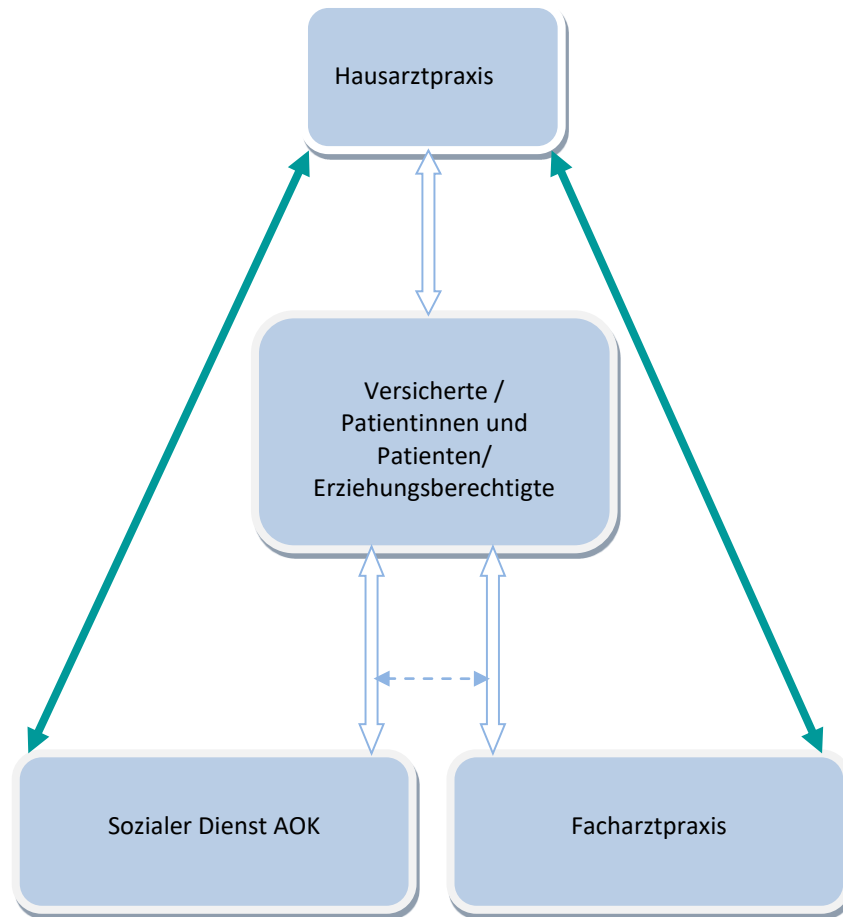 Hausarztpraxis
Versicherte /
Patientinnen und
Patienten/
Erziehungsberechtigte
Sozialer Dienst AOK
Facharztpraxis